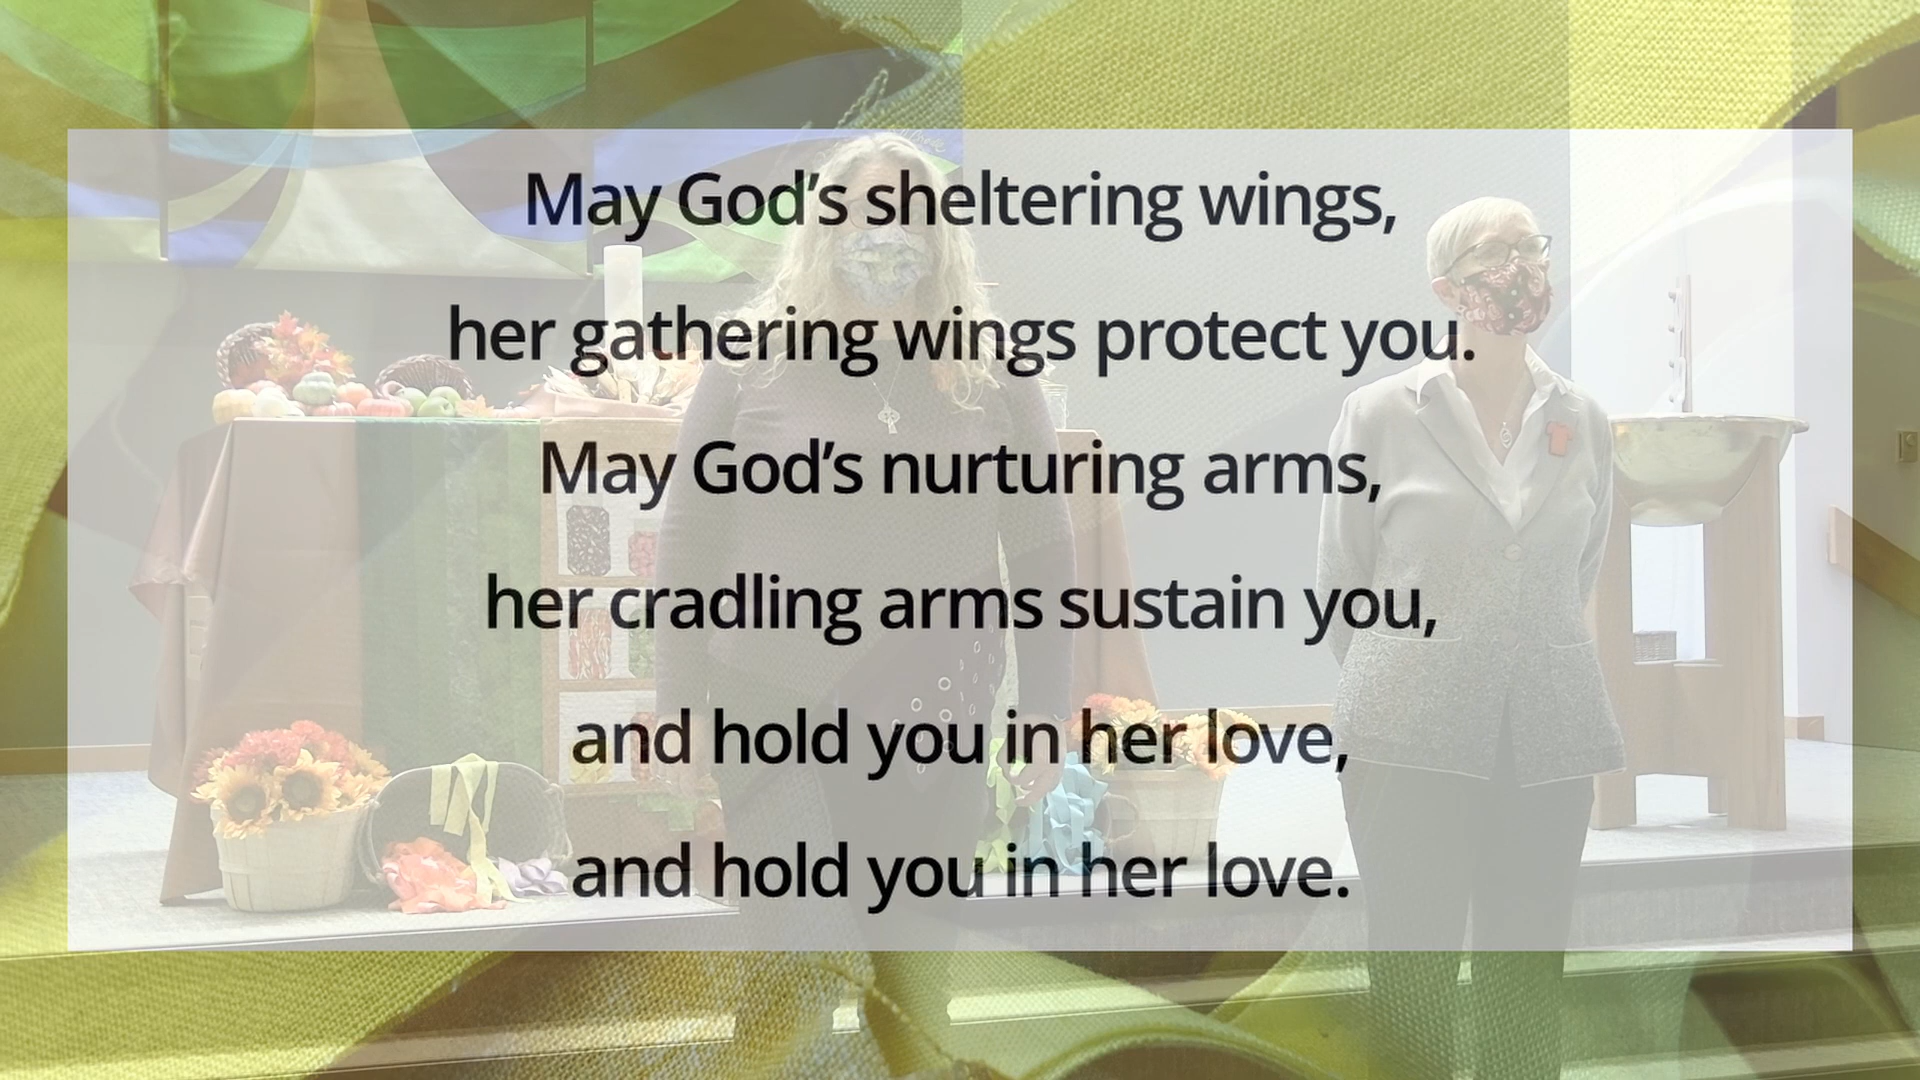 May God’s sheltering wings,
her gathering wings protect you.
May God’s nurturing arms,
her cradling arms sustain you,
and hold you in her love,
and hold you in her love.